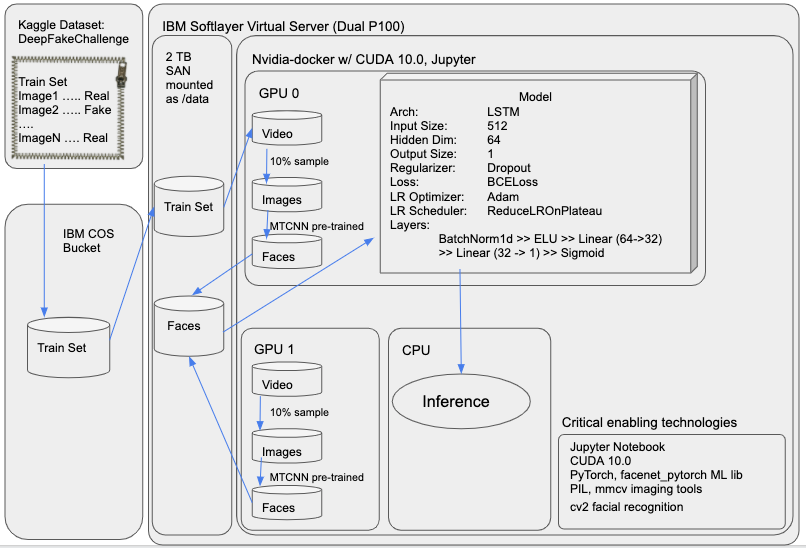 Kaggle Dataset:
DeepFakeChallenge
Train Set
Image1 ….. Real
Image2 ….. Fake
….
ImageN …. Real
IBM COS
Bucket
Train Set
IBM Softlayer Virtual Server (Dual P100)
2 TB
SAN
mounted
as /data
Train Set
Faces
Nvidia-docker w/ CUDA 10.0, Jupyter
GPU 0
Video
10% sample
Images
MTCNN pre-trained
Faces
Model
Arch: LSTM
Input Size: 512
Hidden Dim: 64
Output Size: 1
Regularizer: Dropout
Loss: BCELoss
LR Optimizer: Adam
LR Scheduler: ReduceLROnPlateau
Layers:
BatchNorm1d >> ELU >> Linear (64->32)
>> Linear (32 -> 1) >> Sigmoid
GPU 1
Video
10% sample
Images
MTCNN pre-trained
Faces
CPU
Inference
Critical enabling technologies
Jupyter Notebook
CUDA 10.0
PyTorch, facenet_pytorch ML lib
PIL, mmcv imaging tools
cv2 facial recognition